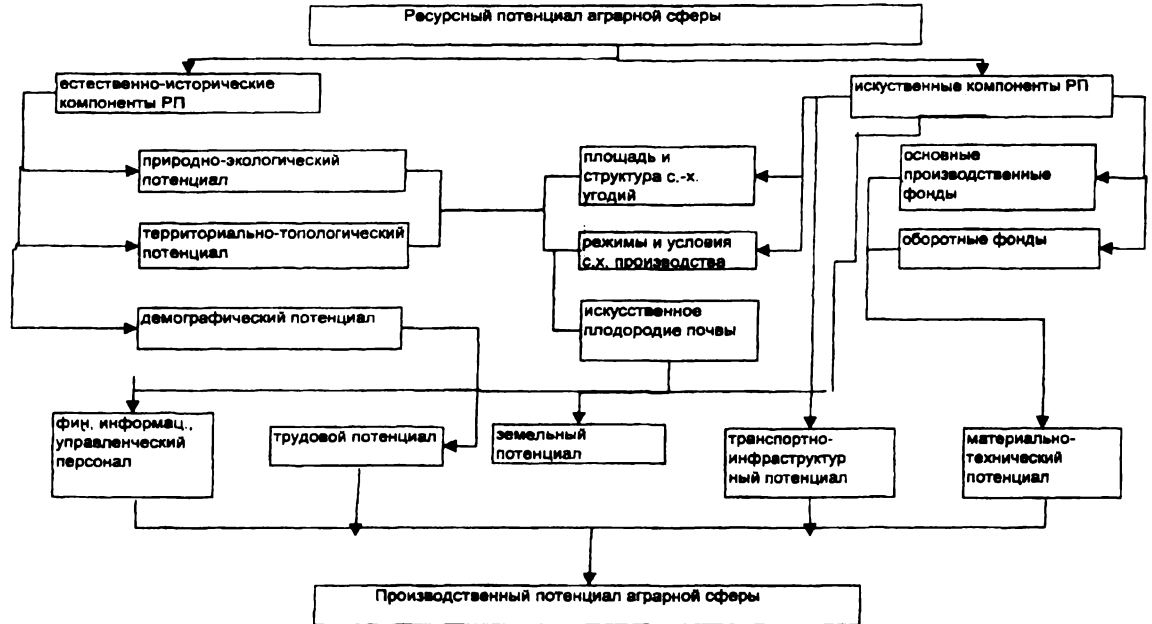 Ресурсный потенциал аграрной сферы
естественно-исторические
компоненты РП
искуственные компоненты РП
природно-экологический
потенциал
площадь и
структура с.-х.
угодий
основные
производственные
фонды
территориально-топологический
потенциал
режимы и условия
с.х. производства
оборотные фонды
демографический потенциал
искусственное
плодородие почвы
фин, информац.,
управленческий
персонал
трудовой потенциал
земельный
потенциал
транспортно-
инфраструктур
ный потенциал
материально-
технический
потенциал
Производственный потенциал аграрной сферы